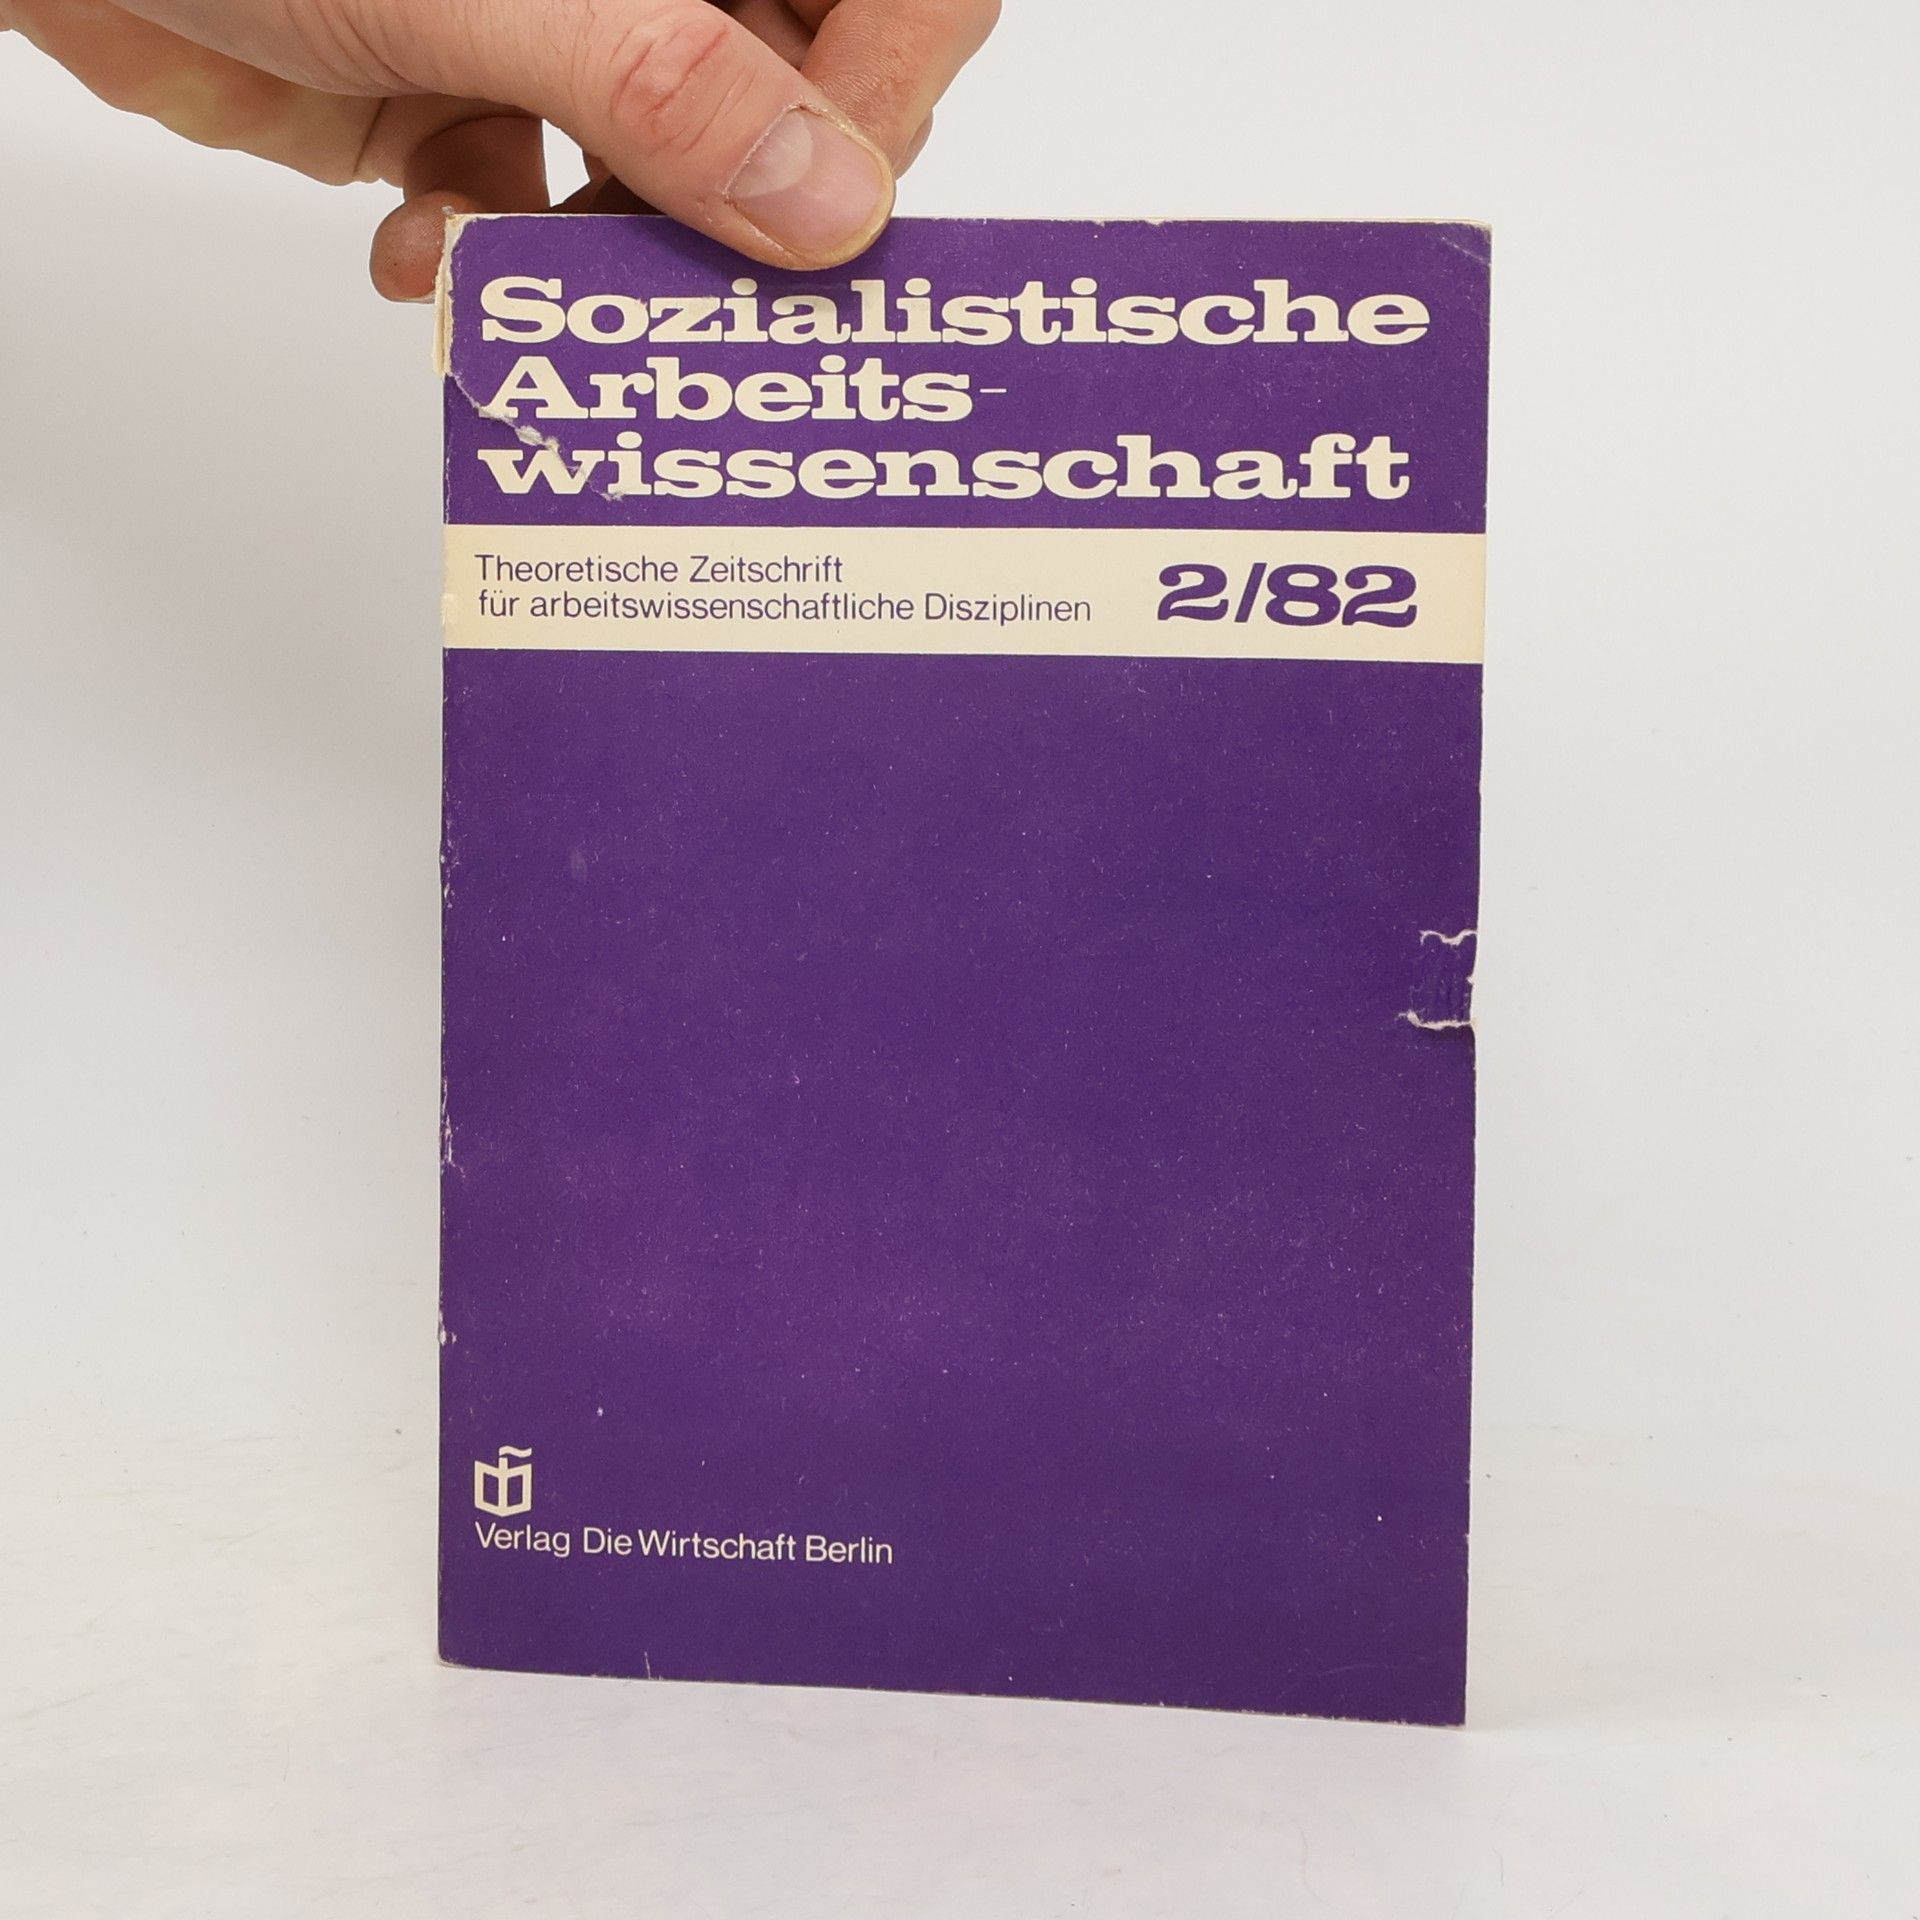 Sozialistische
Arbeits-
wissenschaft
Theoretische Zeitschrift
für arbeitswissenschaftliche Disziplinen
2/82
Verlag Die Wirtschaft Berlin